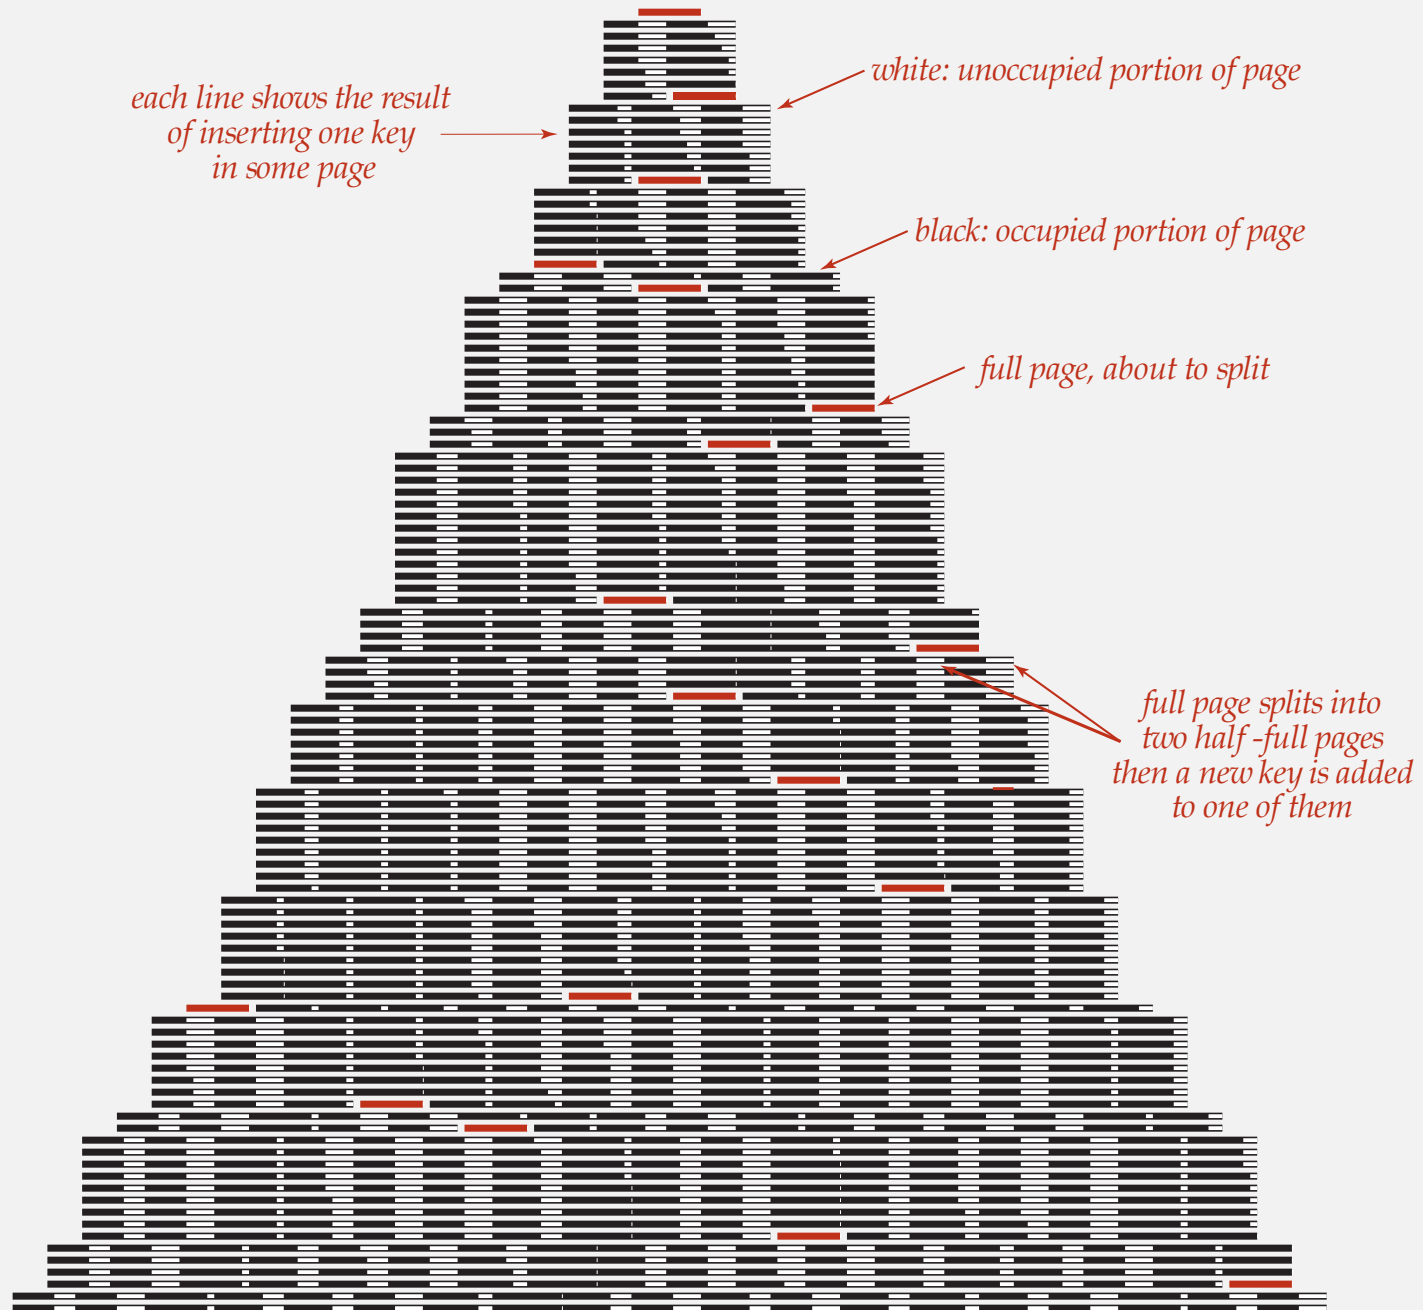 white: unoccupied portion of page
each line shows the result
of inserting one key
in some page
black: occupied portion of page
full page, about to split
full page splits into
two half -full pages
then a new key is added
to one of them